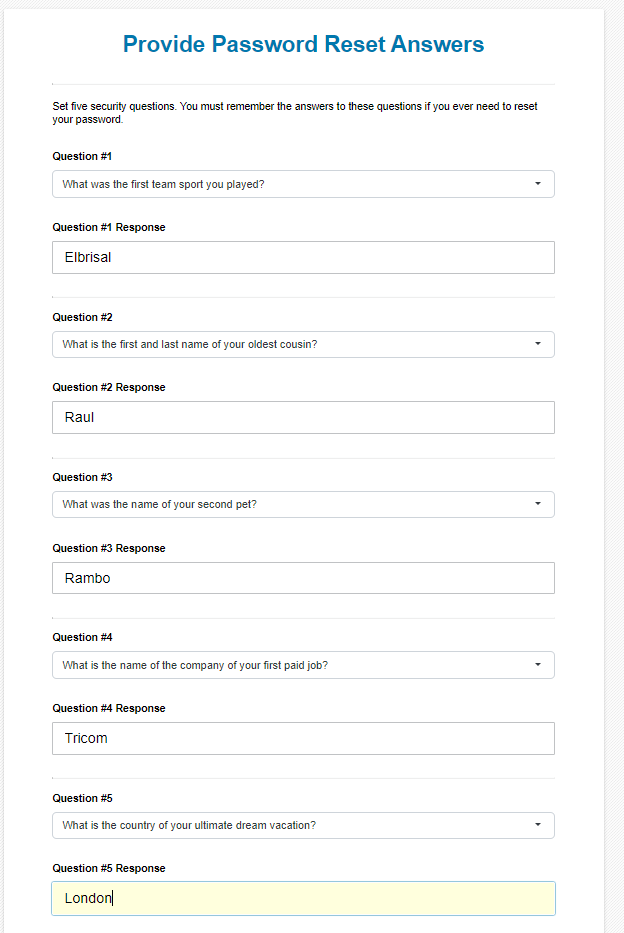 Provide Password Reset Answers
Set five security questions. You must remember the answers to these questions if you ever need to reset
your password.
Question #1
What was the first team sport you played?
Question #1 Response
Elbrisal
Question #2
What is the first and last name of your oldest cousin?
Question #2 Response
Raul
Question #3
What was the name of your second pet?
Question #3 Response
Rambo
Question #4
What is the name of the company of your first paid job?
Question #4 Response
Tricom
Question #5
What is the country of your ultimate dream vacation?
Question #5 Response
London